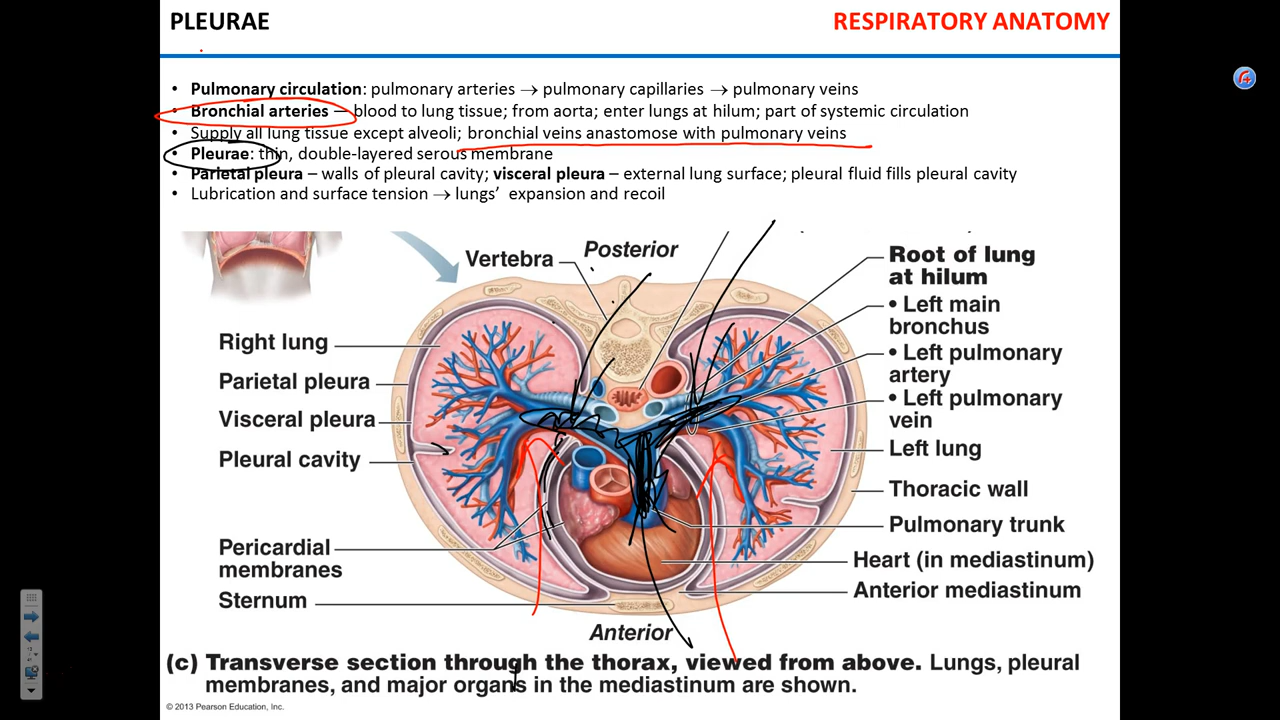 PLEURAE
RESPIRATORY ANATOMY
• Pulmonary circulation: pulmonary arteries → pulmonary capillaries → pulmonary veins
• Bronchial arteries – blood to lung tissue; from aorta; enter lungs at hilum; part of systemic circulation
• Supply all lung tissue except alveoli; bronchial veins anastomose with pulmonary veins
• Pleurae: thin, double-layered serous membrane
• Parietal pleura – walls of pleural cavity; visceral pleura – external lung surface; pleural fluid fills pleural cavity
• Lubrication and surface tension → lungs’ expansion and recoil
Posterior
Vertebra
Right lung
Parietal pleura
Visceral pleura
Pleural cavity
Pericardial
membranes
Sternum
Root of lung
at hilum
• Left main
bronchus
• Left pulmonary
artery
• Left pulmonary
vein
Left lung
Thoracic wall
Pulmonary trunk
Heart (in mediastinum)
Anterior mediastinum
Anterior
(c) Transverse section through the thorax, viewed from above. Lungs, pleural
membranes, and major organs in the mediastinum are shown.
© 2013 Pearson Education, Inc.